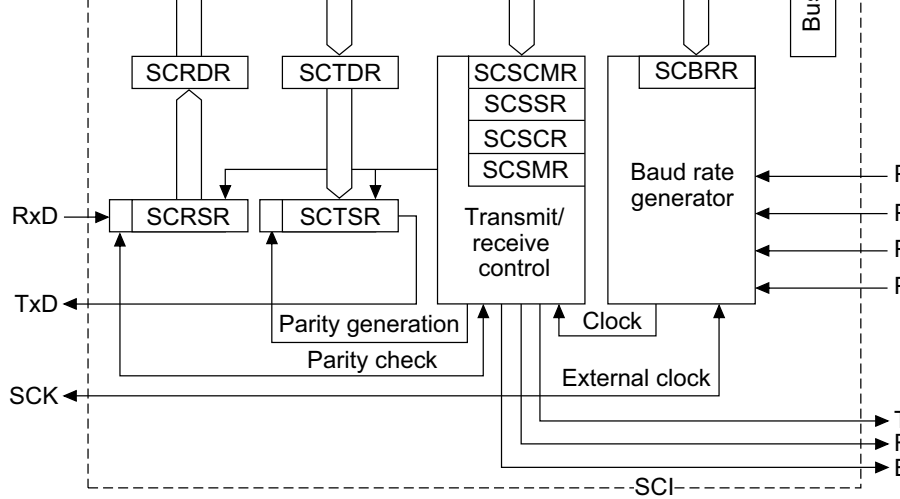 Bus
SCRDR
SCTDR
SCSCMR
SCBRR
SCSSR
SCSCR
SCSMR
Baud rate
generator
RxD
SCRSR
SCTSR
Transmit/
receive
control
TxD
Parity generation
Clock
Parity check
External clock
SCK
SCI